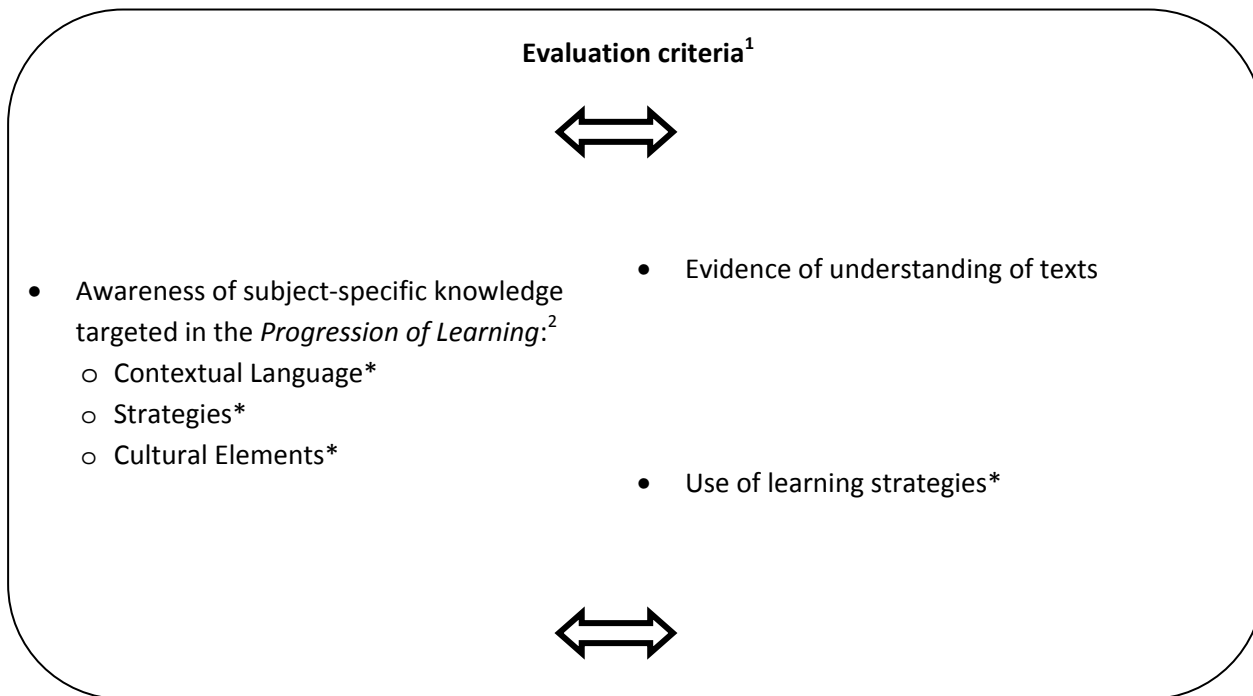 Evaluation criteria¹
• Awareness of subject-specific knowledge
targeted in the Progression of Learning:²
o Contextual Language*
o Strategies*
o Cultural Elements*
• Evidence of understanding of texts
• Use of learning strategies*